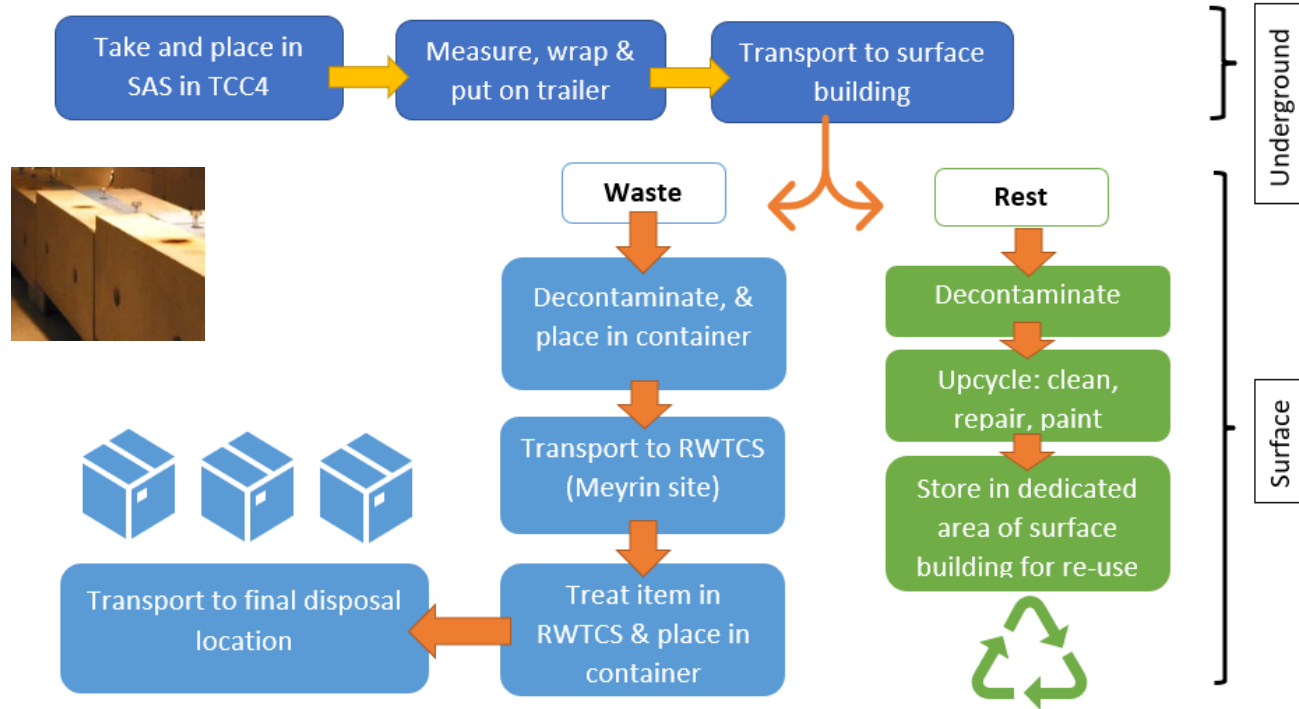 Take and place in
SAS in TCC4
Measure, wrap &
put on trailer
Transport to surface
building
Underground
Waste
Rest
Decontaminate, &
place in container
Decontaminate
Upcycle: clean,
repair, paint
Transport to RWTCS
(Meyrin site)
Store in dedicated
area of surface
building for re-use
Surface
Transport to final disposal
location
Treat item in
RWTCS & place in
container